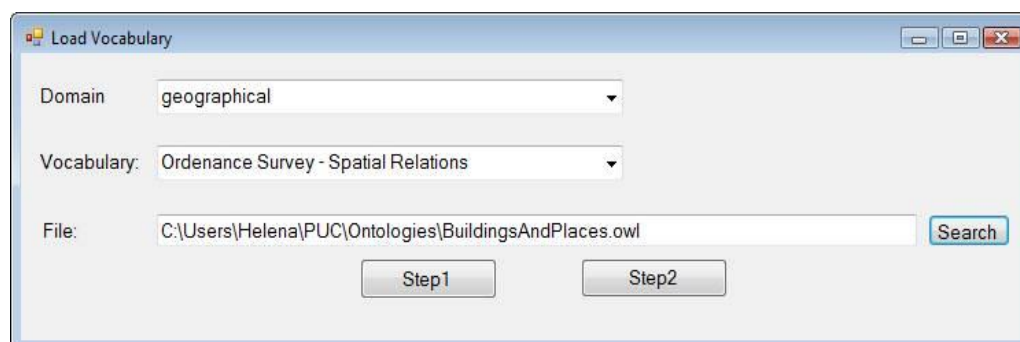 Load Vocabulary
Domain geographical
Vocabulary: Ordenance Survey - Spatial Relations
File: C:\Users\Helena\PUC\Ontologies\BuildingsAndPlaces.owl Search
Step1 Step2